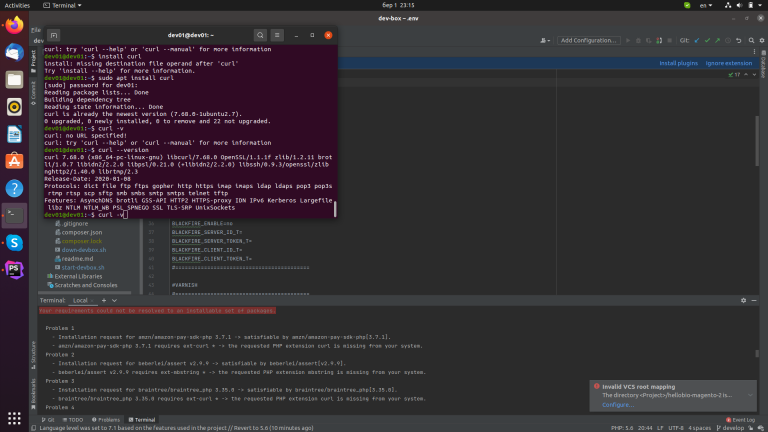 Activities
Terminal ▾
бер 1 23:15
en ▾
dev-box – .env
File
dev
dev01@dev01: ~
curl: try 'curl --help' or 'curl --manual' for more information
dev01@dev01:~$ install curl
install: missing destination file operand after 'curl'
Try 'install --help' for more information.
dev01@dev01:~$ sudo apt install curl
[sudo] password for dev01:
Reading package lists... Done
Building dependency tree
Reading state information... Done
curl is already the newest version (7.68.0-1ubuntu2.7).
0 upgraded, 0 newly installed, 0 to remove and 22 not upgraded.
dev01@dev01:~$ curl -v
curl: no URL specified!
curl: try 'curl --help' or 'curl --manual' for more information
dev01@dev01:~$ curl --version
curl 7.68.0 (x86_64-pc-linux-gnu) libcurl/7.68.0 OpenSSL/1.1.1f zlib/1.2.11 brot
li/1.0.7 libidn2/2.2.0 libpsl/0.21.0 (+libidn2/2.2.0) libssh/0.9.3/openssl/zlib
nghttp2/1.40.0 librtmp/2.3
Release-Date: 2020-01-08
Protocols: dict file ftp ftps gopher http https imap imaps ldap ldaps pop3 pop3s
rtmp rtsp scp sftp smb smbs smtp smtps telnet tftp
Features: AsynchDNS brotli GSS-API HTTP2 HTTPS-proxy IDN IPv6 Kerberos Largefile
libz NTLM NTLM_WB PSL SPNEGO SSL TLS-SRP UnixSockets
dev01@dev01:~$ curl -v
Add Configuration...
Git:
Install plugins
Ignore extension
17
Project
Commit
Database
.gitignore
composer.json
composer.lock
down-devbox.sh
readme.md
start-devbox.sh
External Libraries
Scratches and Consoles
BLACKFIRE_ENABLE=no
BLACKFIRE_SERVER_ID_T=
BLACKFIRE_SERVER_TOKEN_T=
BLACKFIRE_CLIENT_ID_T=
BLACKFIRE_CLIENT_TOKEN_T=
#VARNISH
Terminal:
Local
Your requirements could not be resolved to an installable set of packages.
Problem 1
- Installation request for amzn/amazon-pay-sdk-php 3.7.1 -> satisfiable by amzn/amazon-pay-sdk-php[3.7.1].
- amzn/amazon-pay-sdk-php 3.7.1 requires ext-curl * -> the requested PHP extension curl is missing from your system.
Problem 2
- Installation request for beberlei/assert v2.9.9 -> satisfiable by beberlei/assert[v2.9.9].
- beberlei/assert v2.9.9 requires ext-mbstring * -> the requested PHP extension mbstring is missing from your system.
Problem 3
- Installation request for braintree/braintree_php 3.35.0 -> satisfiable by braintree/braintree_php[3.35.0].
- braintree/braintree_php 3.35.0 requires ext-curl * -> the requested PHP extension curl is missing from your system.
Problem 4
Structure
Bookmarks
Invalid VCS root mapping
The directory <Project>/heliobio-magento-2 is...
Configure...
Git
TODO
Problems
Terminal
Event Log
Language level was set to 7.1 based on the features used in the project // Revert to 5.6 (10 minutes ago)
PHP: 5.6
20:44
LF
UTF-8
4 spaces
develop